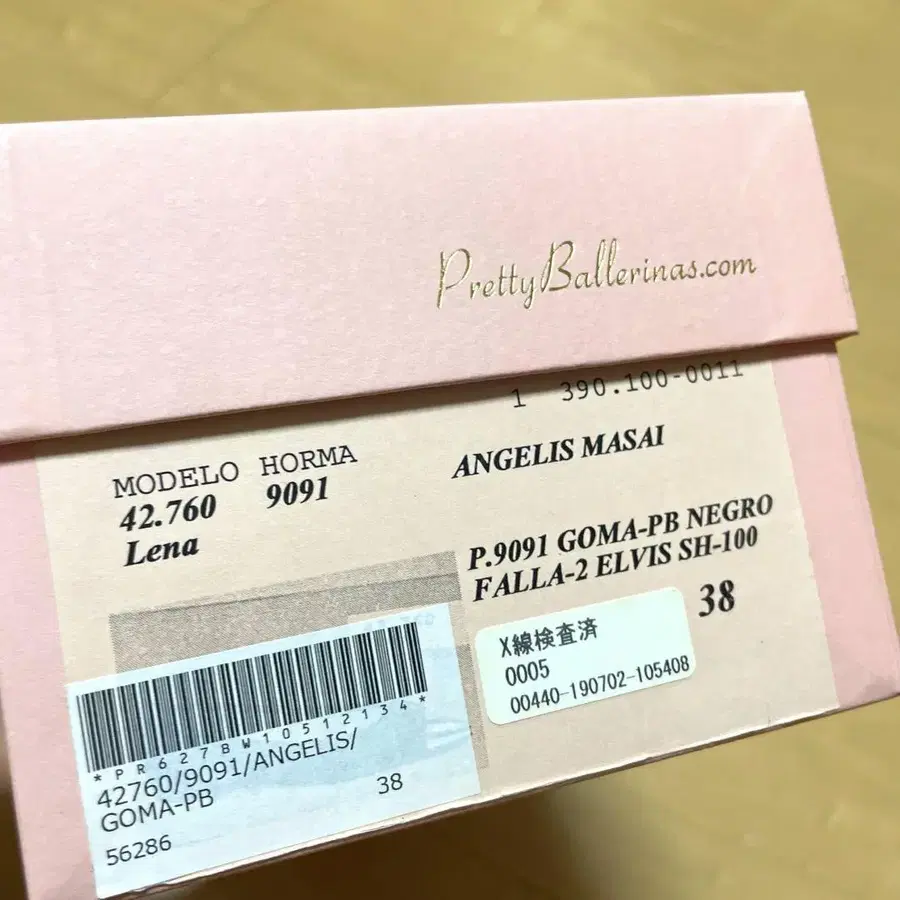 PrettyBallerinas.com
1 390.100-0011
MODELO HORMA
42.760 9091
Lena
ANGELIS MASAI
P.9091 GOMA-PB NEGRO
FALLA-2 ELVIS SH-100
38
X線検査済
0005
00440-190702-105408
*PR627BW10512134*
42760/9091/ANGELIS/
GOMA-PB
38
56286